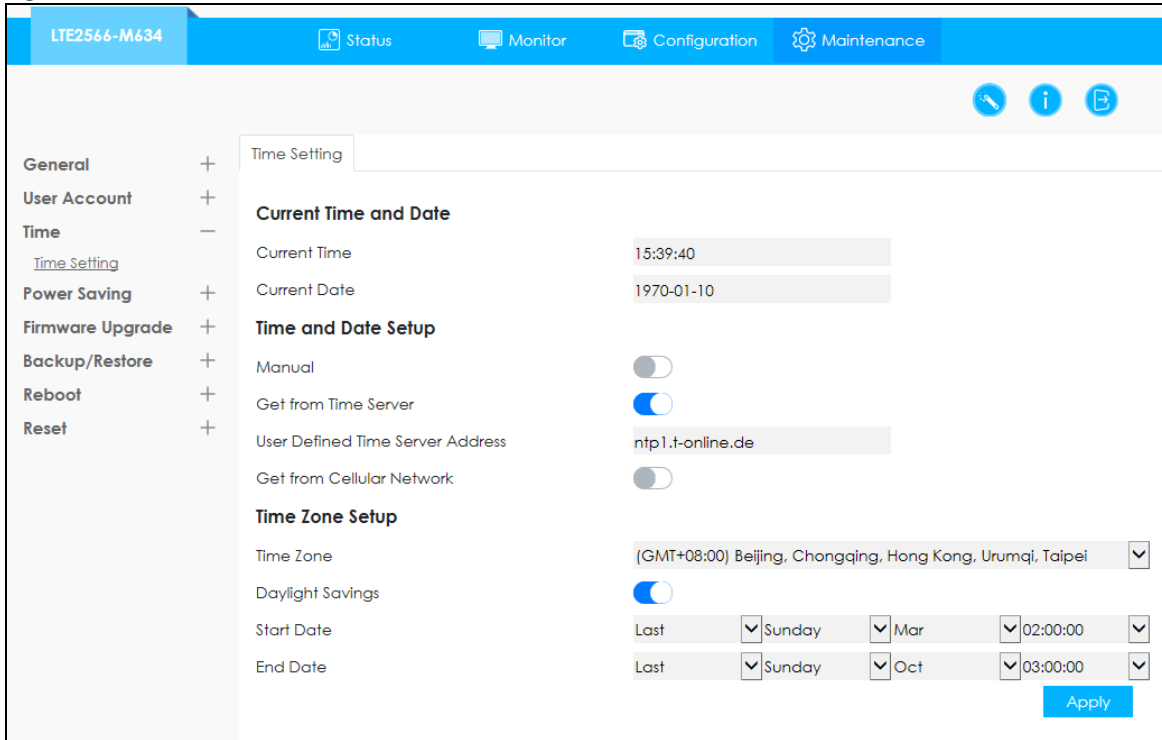 LTE2566-M634
Status
Monitor
Configuration
Maintenance
General
User Account
Time
Time Setting
Power Saving
Firmware Upgrade
Backup/Restore
Reboot
Reset
Time Setting
Current Time and Date
Current Time 15:39:40
Current Date 1970-01-10
Time and Date Setup
Manual
Get from Time Server
User Defined Time Server Address ntp1.t-online.de
Get from Cellular Network
Time Zone Setup
Time Zone (GMT+08:00) Beijing, Chongqing, Hong Kong, Urumqi, Taipei
Daylight Savings
Start Date Last Sunday Mar 02:00:00
End Date Last Sunday Oct 03:00:00
Apply